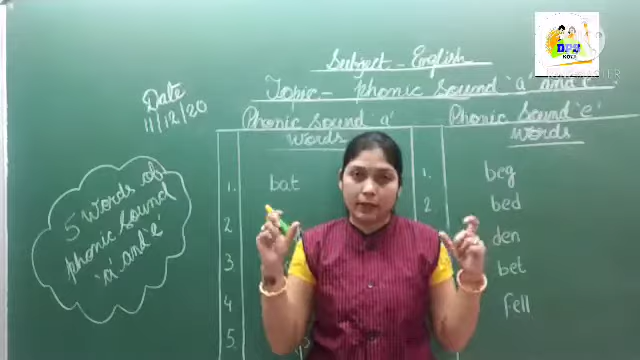 Subject - English
Topic - phonic sound 'a' and 'e'
Date
11/12/20
Phonic Sound 'a'
Words
Phonic Sound 'e'
Words
5 Words of
phonic sound
'a' and 'e'
1. bat
2
3
4
5.
1. beg
2. bed
den
bet
fell